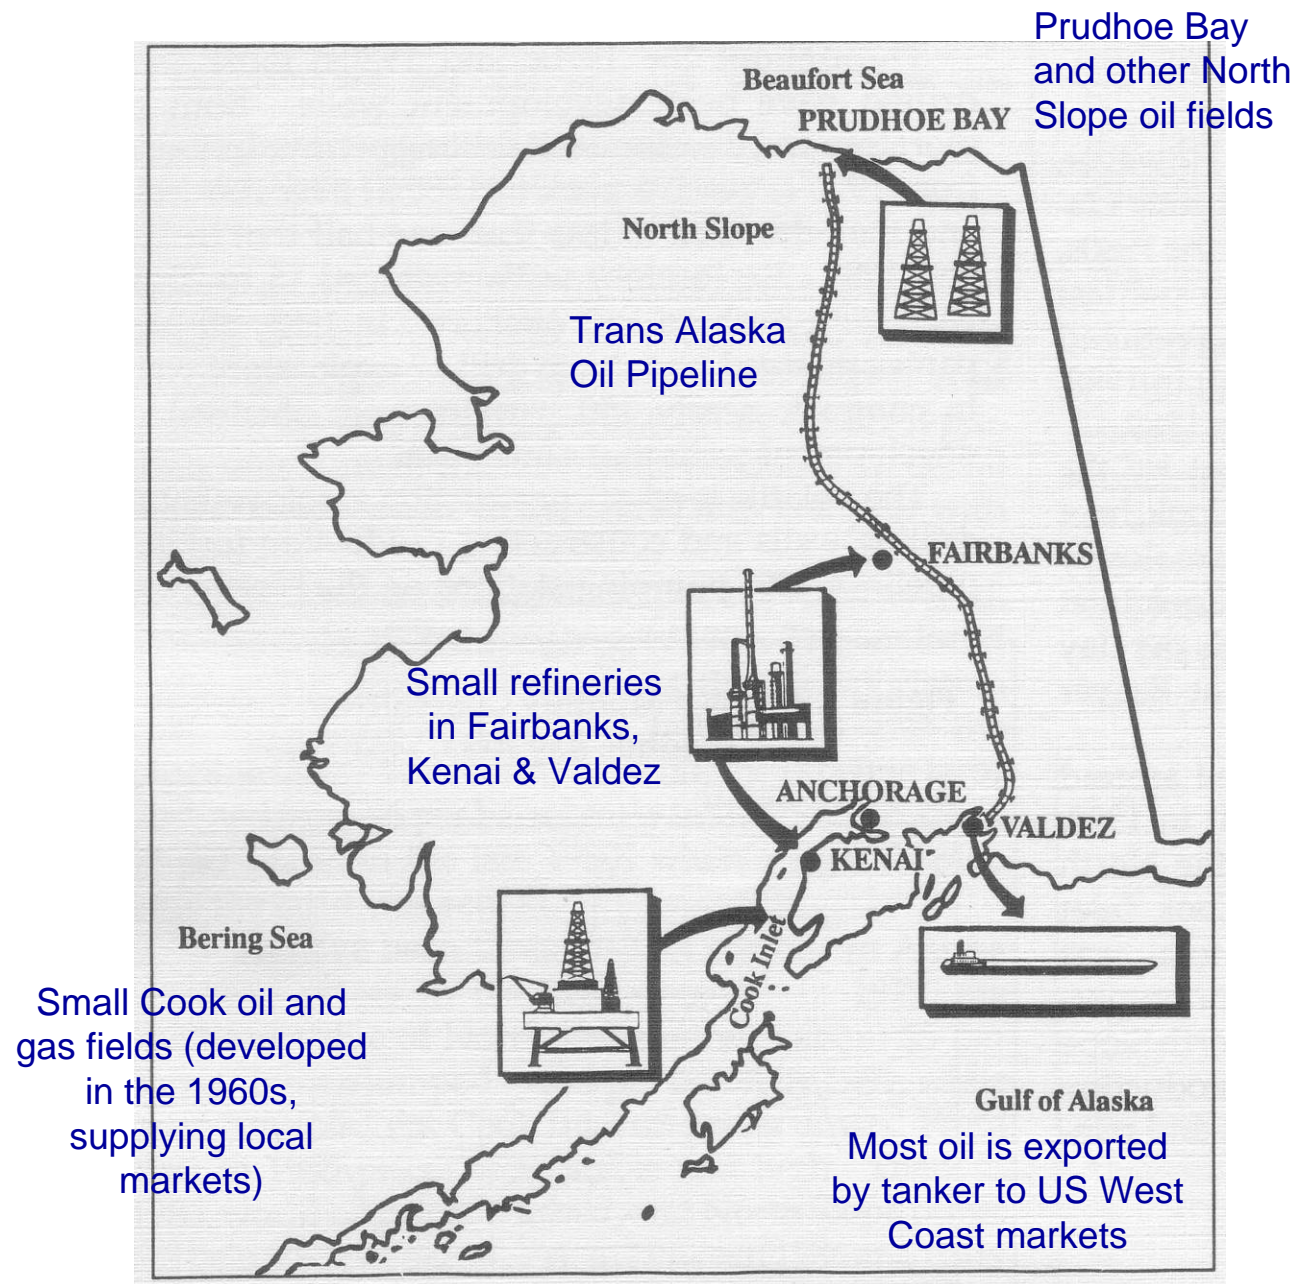 Prudhoe Bay
and other North
Slope oil fields
Beaufort Sea
PRUDHOE BAY
North Slope
Trans Alaska
Oil Pipeline
FAIRBANKS
Small refineries
in Fairbanks,
Kenai & Valdez
ANCHORAGE
VALDEZ
KENAI
Cook Inlet
Bering Sea
Small Cook oil and
gas fields (developed
in the 1960s,
supplying local
markets)
Gulf of Alaska
Most oil is exported
by tanker to US West
Coast markets